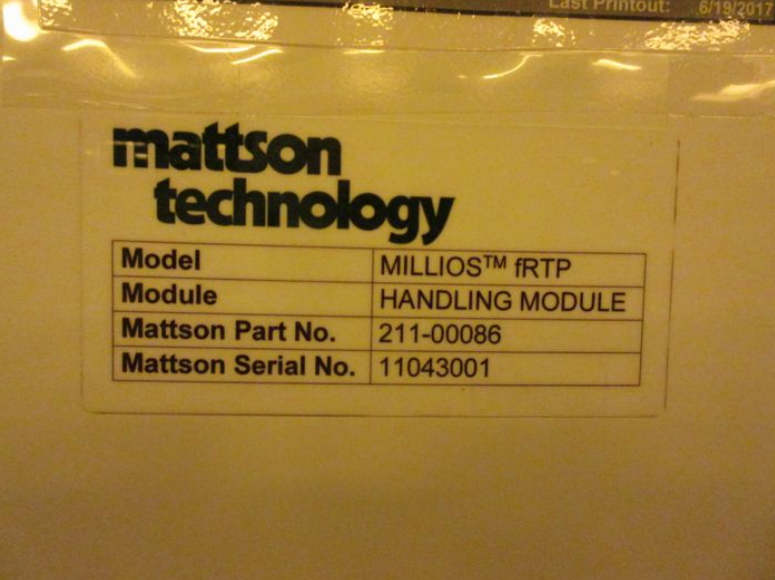 Last Printout: 6/19/2017
mattson
technology
Model MILLIOS™ fRTP
Module HANDLING MODULE
Mattson Part No. 211-00086
Mattson Serial No. 11043001